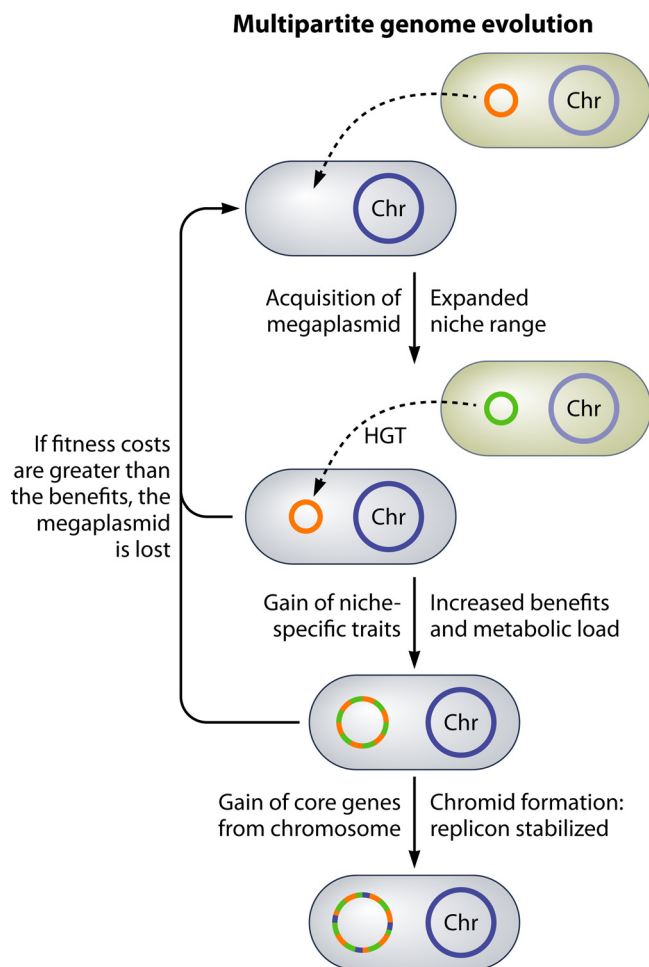 Multipartite genome evolution
Chr
Chr
Acquisition of
megaplasmid
Expanded
niche range
Chr
HGT
If fitness costs
are greater than
the benefits, the
megaplasmid
is lost
Chr
Gain of niche-
specific traits
Increased benefits
and metabolic load
Chr
Gain of core genes
from chromosome
Chromid formation:
replicon stabilized
Chr